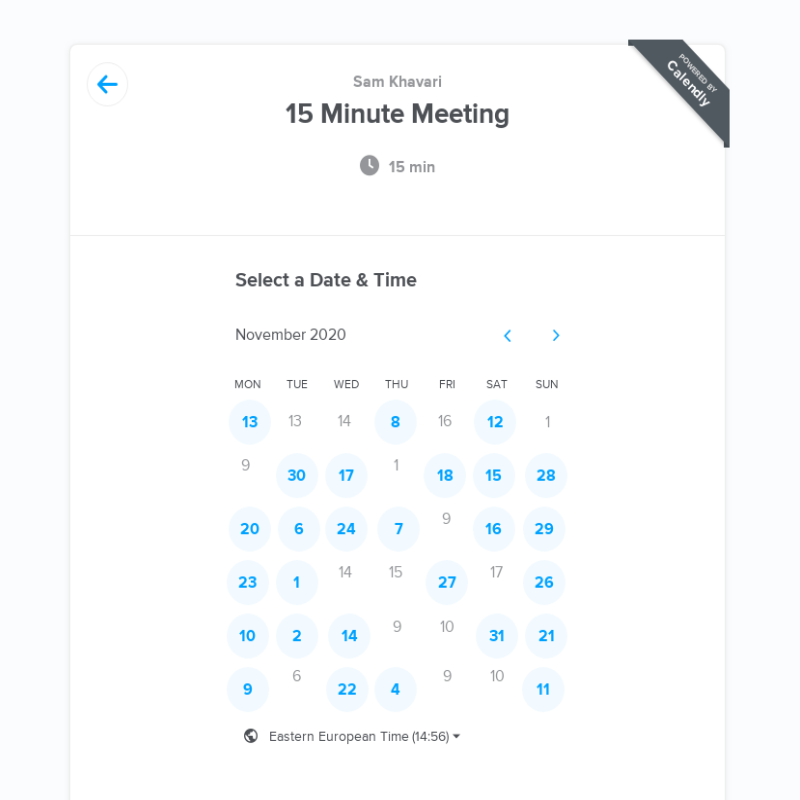 POWERED BY
Calendly
Sam Khavari
15 Minute Meeting
15 min
Select a Date & Time
November 2020
MON TUE WED THU FRI SAT SUN
13 13 14 8 16 12 1
9 30 17 1 18 15 28
20 6 24 7 9 16 29
23 1 14 15 27 17 26
10 2 14 9 10 31 21
9 6 22 4 9 10 11
Eastern European Time (14:56)